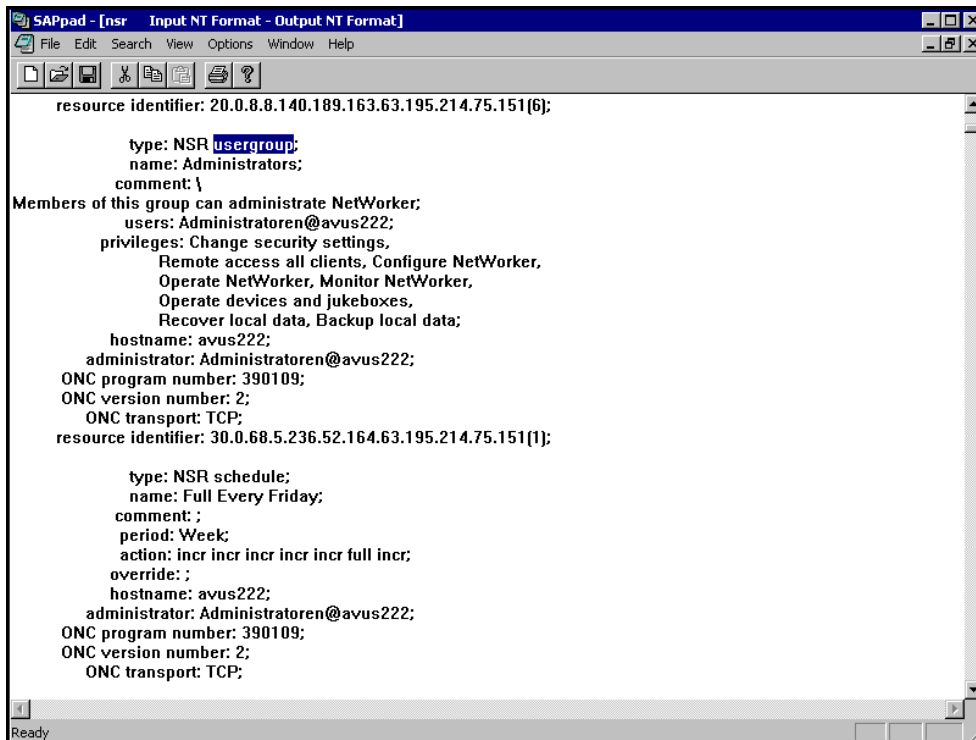 SAPpad - [nsr Input NT Format - Output NT Format]
File Edit Search View Options Window Help
resource identifier: 20.0.8.8.140.189.163.63.195.214.75.151(6);
type: NSR usergroup;
name: Administrators;
comment: \
Members of this group can administrate NetWorker;
users: Administratoren@avus222;
privileges: Change security settings,
Remote access all clients, Configure NetWorker,
Operate NetWorker, Monitor NetWorker,
Operate devices and jukeboxes,
Recover local data, Backup local data;
hostname: avus222;
administrator: Administratoren@avus222;
ONC program number: 390109;
ONC version number: 2;
ONC transport: TCP;
resource identifier: 30.0.68.5.236.52.164.63.195.214.75.151(1);
type: NSR schedule;
name: Full Every Friday;
comment: ;
period: Week;
action: incr incr incr incr incr full incr;
override: ;
hostname: avus222;
administrator: Administratoren@avus222;
ONC program number: 390109;
ONC version number: 2;
ONC transport: TCP;
Ready